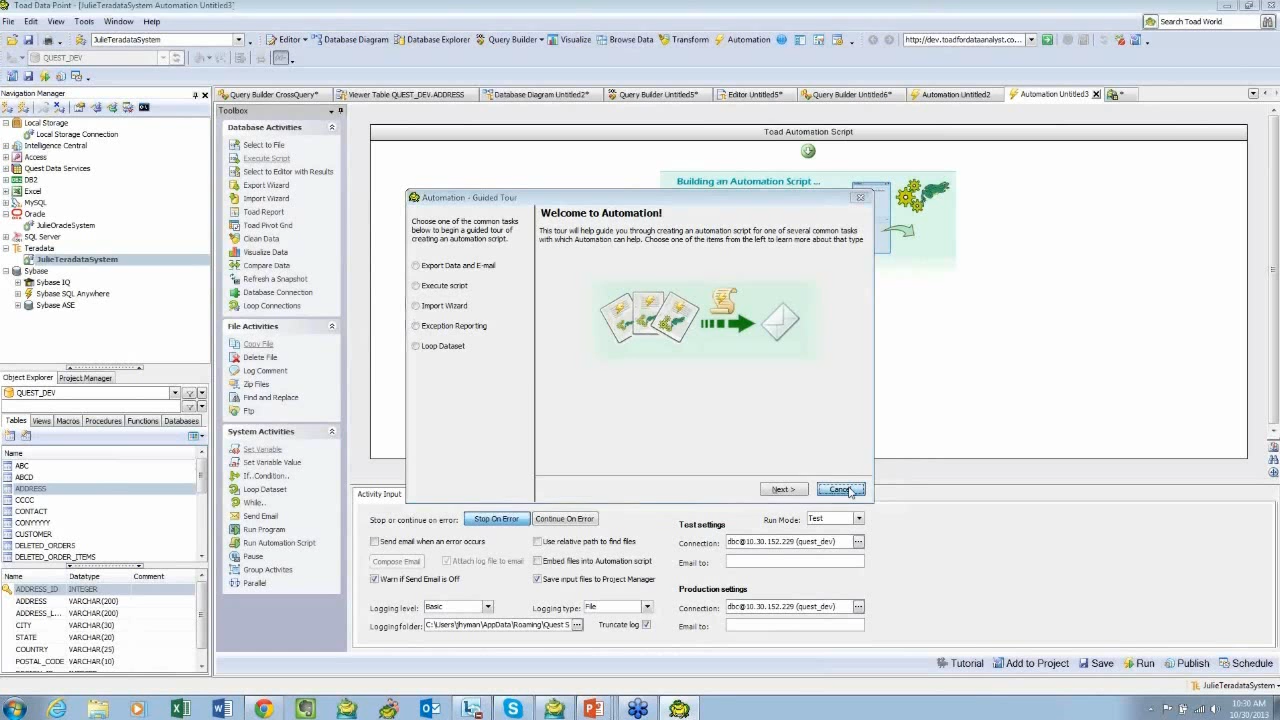 Toad Data Point - [JulieTeradataSystem Automation Untitled3]
File Edit View Tools Window Help
Search Toad World
JulieTeradataSystem Editor Database Diagram Database Explorer Query Builder Visualize Browse Data Transform Automation http://dev.toadfordataanalyst.co...
QUEST_DEV
Navigation Manager
Query Builder CrossQuery* Viewer Table QUEST_DEV.ADDRESS Database Diagram Untitled2* Query Builder Untitled5* Editor Untitled5* Query Builder Untitled6* Automation Untitled2 Automation Untitled3
Local Storage
Local Storage Connection
Intelligence Central
Access
Quest Data Services
DB2
Excel
MySQL
Oracle
JulieOracleSystem
SQL Server
Teradata
JulieTeradataSystem
Sybase
Sybase IQ
Sybase SQL Anywhere
Sybase ASE
Object Explorer Project Manager
QUEST_DEV
Tables Views Macros Procedures Functions Databases
Name
ABC
ABCD
ADDRESS
CCCC
CONTACT
CONYYYY
CUSTOMER
DELETED_ORDERS
DELETED_ORDER_ITEMS
Name Datatype Comment
ADDRESS_ID INTEGER
ADDRESS VARCHAR(200)
ADDRESS_L... VARCHAR(200)
CITY VARCHAR(30)
STATE VARCHAR(20)
COUNTRY VARCHAR(25)
POSTAL_CODE VARCHAR(10)
Toolbox
Database Activities
Select to File
Execute Script
Select to Editor with Results
Export Wizard
Import Wizard
Toad Report
Toad Pivot Grid
Clean Data
Visualize Data
Compare Data
Refresh a Snapshot
Database Connection
Loop Connections
File Activities
Copy File
Delete File
Log Comment
Zip Files
Find and Replace
Ftp
System Activities
Set Variable
Set Variable Value
If..Condition..
Loop Dataset
While..
Send Email
Run Program
Run Automation Script
Pause
Group Activites
Parallel
Toad Automation Script
Building an Automation Script ...
Automation - Guided Tour
Choose one of the common tasks
below to begin a guided tour of
creating an automation script.
Export Data and E-mail
Execute script
Import Wizard
Exception Reporting
Loop Dataset
Welcome to Automation!
This tour will help guide you through creating an automation script for one of several common tasks
with which Automation can help. Choose one of the items from the left to learn more about that type
Next > Cancel
Activity Input
Stop or continue on error: Stop On Error Continue On Error
Send email when an error occurs Use relative path to find files
Compose Email Attach log file to email Embed files into Automation script
Warn if Send Email is Off Save input files to Project Manager
Logging level: Basic Logging type: File
Logging folder: C:\Users\jhyman\AppData\Roaming\Quest S Truncate log
Run Mode: Test
Test settings
Connection: dbc@10.30.152.229 (quest_dev)
Email to:
Production settings
Connection: dbc@10.30.152.229 (quest_dev)
Email to:
Tutorial Add to Project Save Run Publish Schedule
JulieTeradataSystem
10:30 AM
10/30/2013